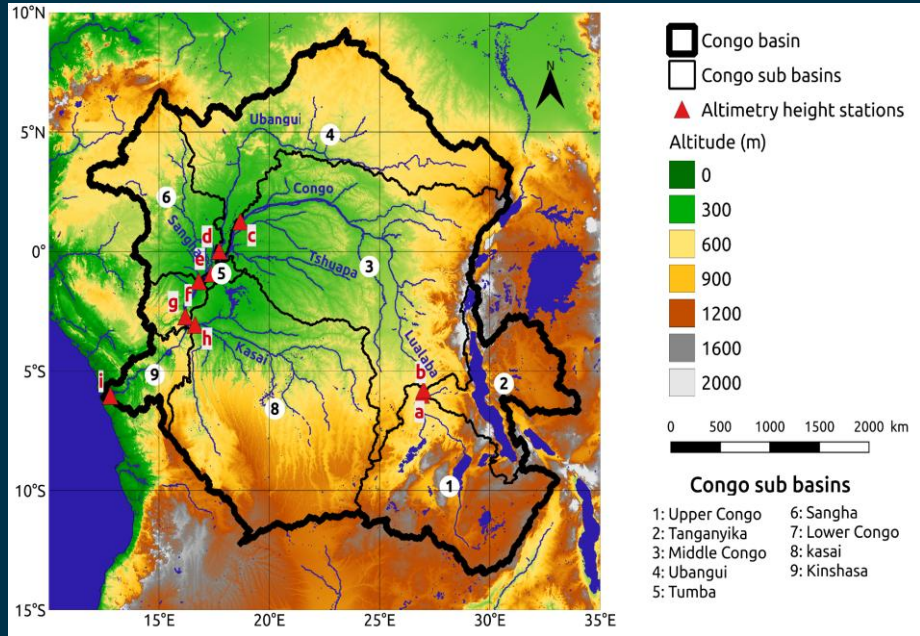 10°N
5°N
0°
5°S
10°S
15°S
15°E
20°E
25°E
30°E
35°E
N
Ubangui
4
6
Congo
Sangha
d
c
e
5
Tshuapa
3
f
g
h
Kasai
Lualaba
b
9
i
2
8
a
1
Congo basin
Congo sub basins
Altimetry height stations
Altitude (m)
0
300
600
900
1200
1600
2000
0 500 1000 1500 2000 km
Congo sub basins
1: Upper Congo
2: Tanganyika
3: Middle Congo
4: Ubangui
5: Tumba
6: Sangha
7: Lower Congo
8: kasai
9: Kinshasa